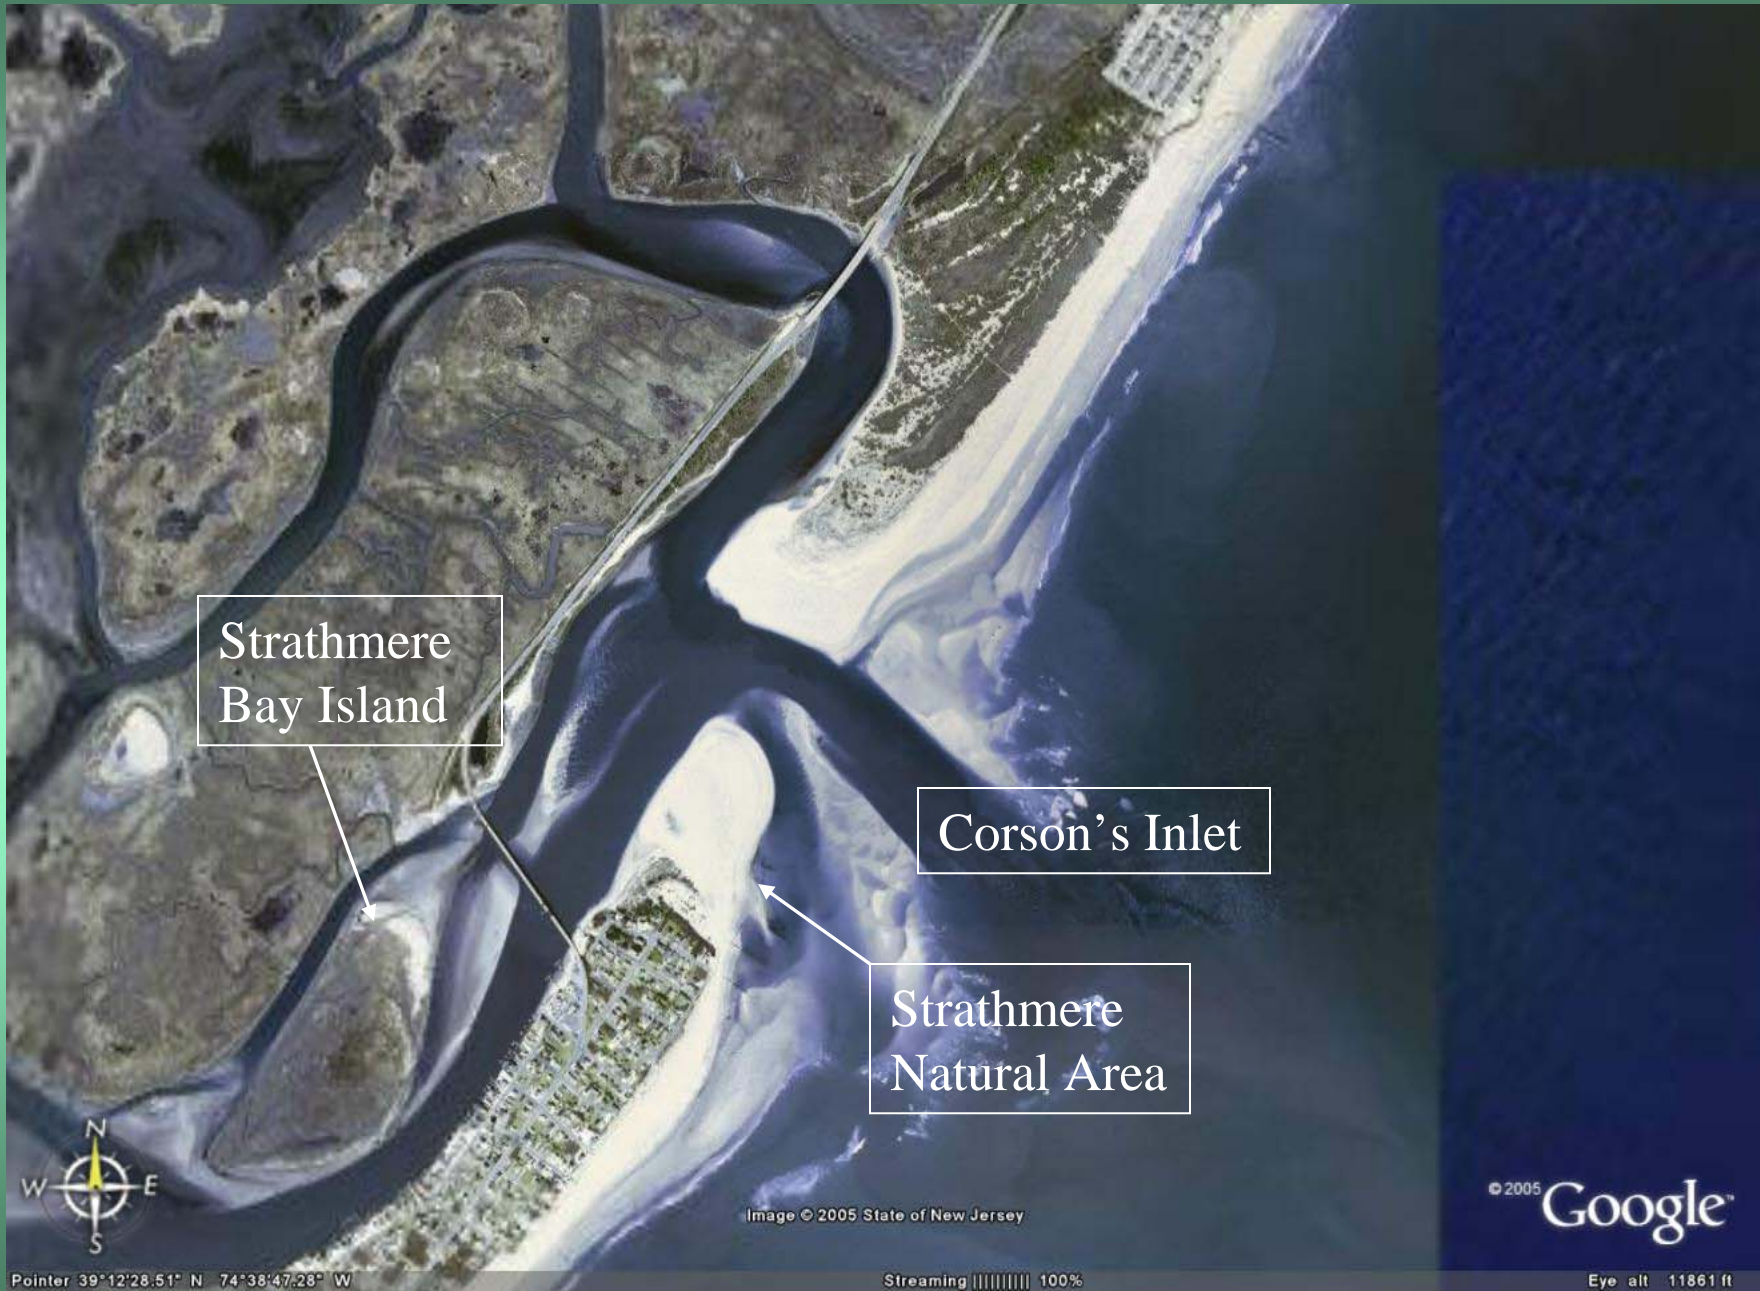 Strathmere
Bay Island
Corson’s Inlet
Strathmere
Natural Area
N
W E
S
Image © 2005 State of New Jersey
© 2005 Google™
Pointer 39°12'28.51" N 74°38'47.28" W
Streaming |||||||||| 100%
Eye alt 11861 ft